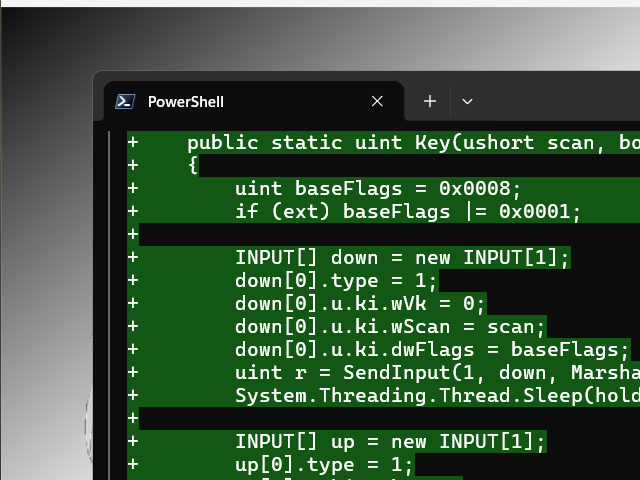 PowerShell
+    public static uint Key(ushort scan, bo
+    {
+        uint baseFlags = 0x0008;
+        if (ext) baseFlags |= 0x0001;
+
+        INPUT[] down = new INPUT[1];
+        down[0].type = 1;
+        down[0].u.ki.wVk = 0;
+        down[0].u.ki.wScan = scan;
+        down[0].u.ki.dwFlags = baseFlags;
+        uint r = SendInput(1, down, Marsha
+        System.Threading.Thread.Sleep(hold
+
+        INPUT[] up = new INPUT[1];
+        up[0].type = 1;